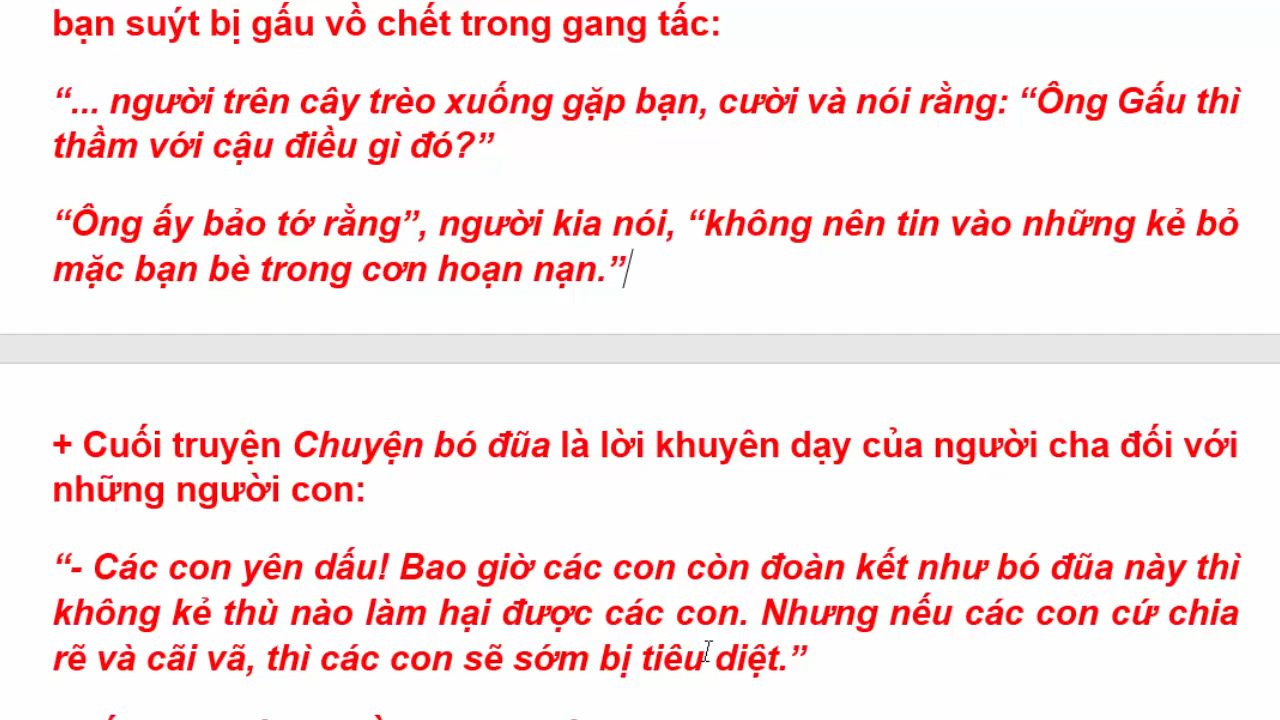 bạn suýt bị gấu vồ chết trong gang tấc:
“... người trên cây trèo xuống gặp bạn, cười và nói rằng: “Ông Gấu thì
thầm với cậu điều gì đó?”
“Ông ấy bảo tớ rằng”, người kia nói, “không nên tin vào những kẻ bỏ
mặc bạn bè trong cơn hoạn nạn.”
+ Cuối truyện Chuyện bó đũa là lời khuyên dạy của người cha đối với
những người con:
“- Các con yên dấu! Bao giờ các con còn đoàn kết như bó đũa này thì
không kẻ thù nào làm hại được các con. Nhưng nếu các con cứ chia
rẽ và cãi vã, thì các con sẽ sớm bị tiêu diệt.”